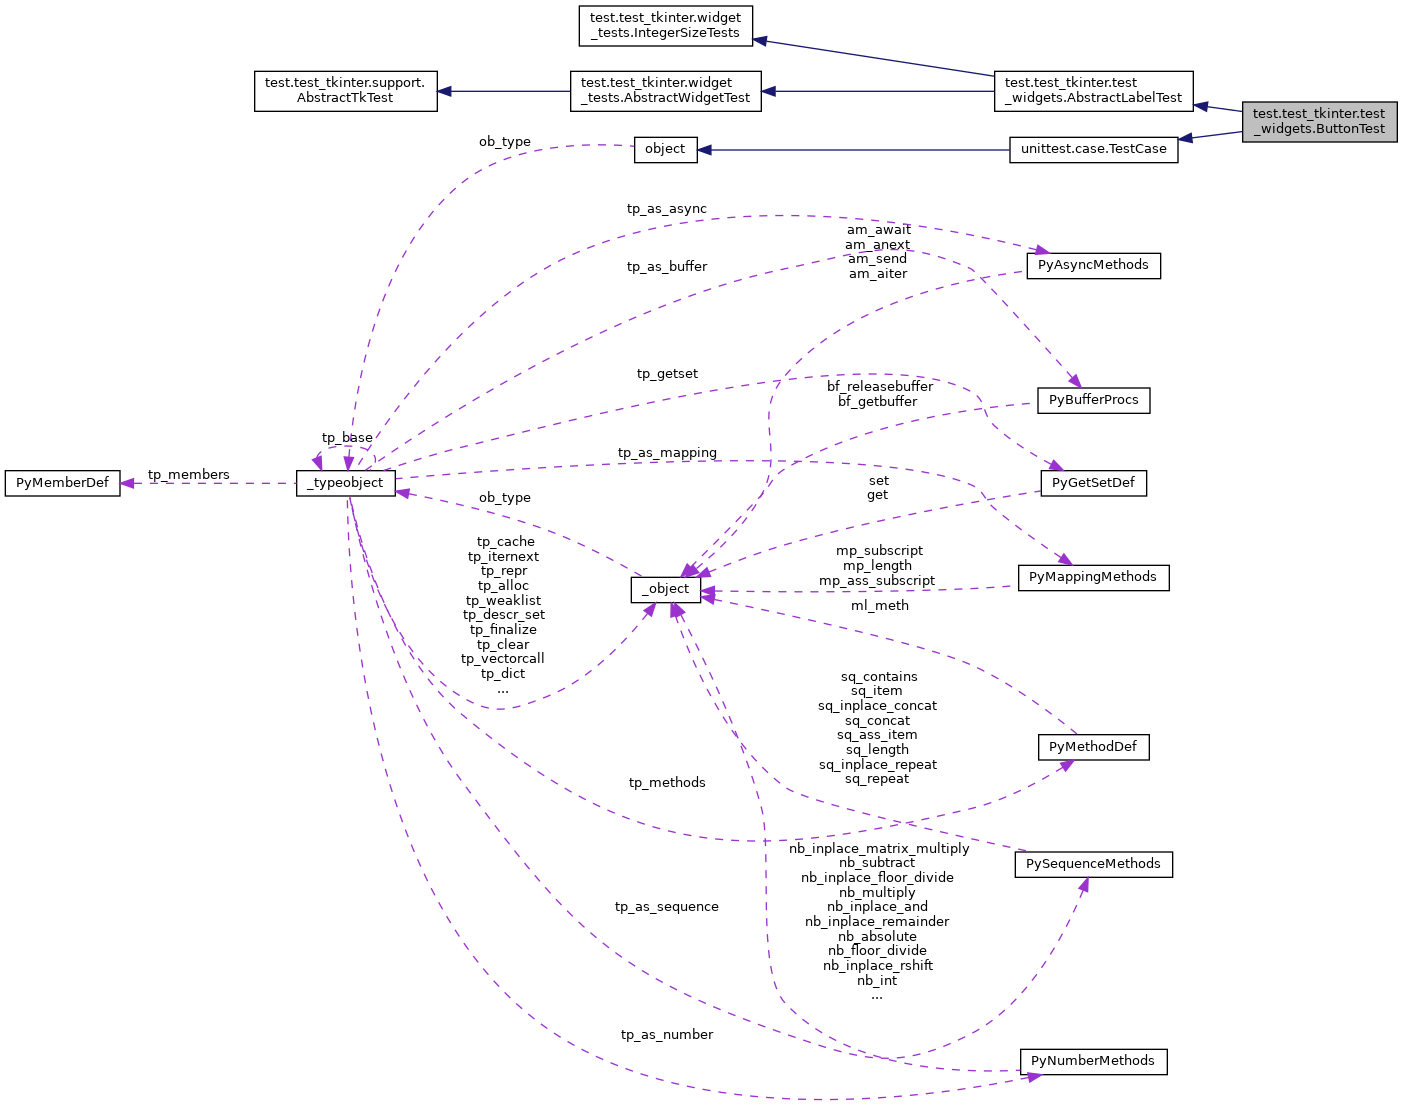 test.test_tkinter.widget
_tests.IntegerSizeTests
test.test_tkinter.support.
AbstractTkTest
test.test_tkinter.widget
_tests.AbstractWidgetTest
test.test_tkinter.test
_widgets.AbstractLabelTest
test.test_tkinter.test
_widgets.ButtonTest
ob_type
object
unittest.case.TestCase
tp_as_async
am_await
am_anext
am_send
am_aiter
tp_as_buffer
PyAsyncMethods
tp_getset
bf_releasebuffer
bf_getbuffer
PyBufferProcs
tp_base
tp_as_mapping
PyMemberDef
tp_members
_typeobject
ob_type
set
get
PyGetSetDef
tp_cache
tp_iternext
tp_repr
tp_alloc
tp_weaklist
tp_descr_set
tp_finalize
tp_clear
tp_vectorcall
tp_dict
...
_object
mp_subscript
mp_length
mp_ass_subscript
PyMappingMethods
ml_meth
sq_contains
sq_item
sq_inplace_concat
sq_concat
sq_ass_item
sq_length
sq_inplace_repeat
sq_repeat
PyMethodDef
tp_methods
nb_inplace_matrix_multiply
nb_subtract
nb_inplace_floor_divide
nb_multiply
nb_inplace_and
nb_inplace_remainder
nb_absolute
nb_floor_divide
nb_inplace_rshift
nb_int
...
PySequenceMethods
tp_as_sequence
tp_as_number
PyNumberMethods